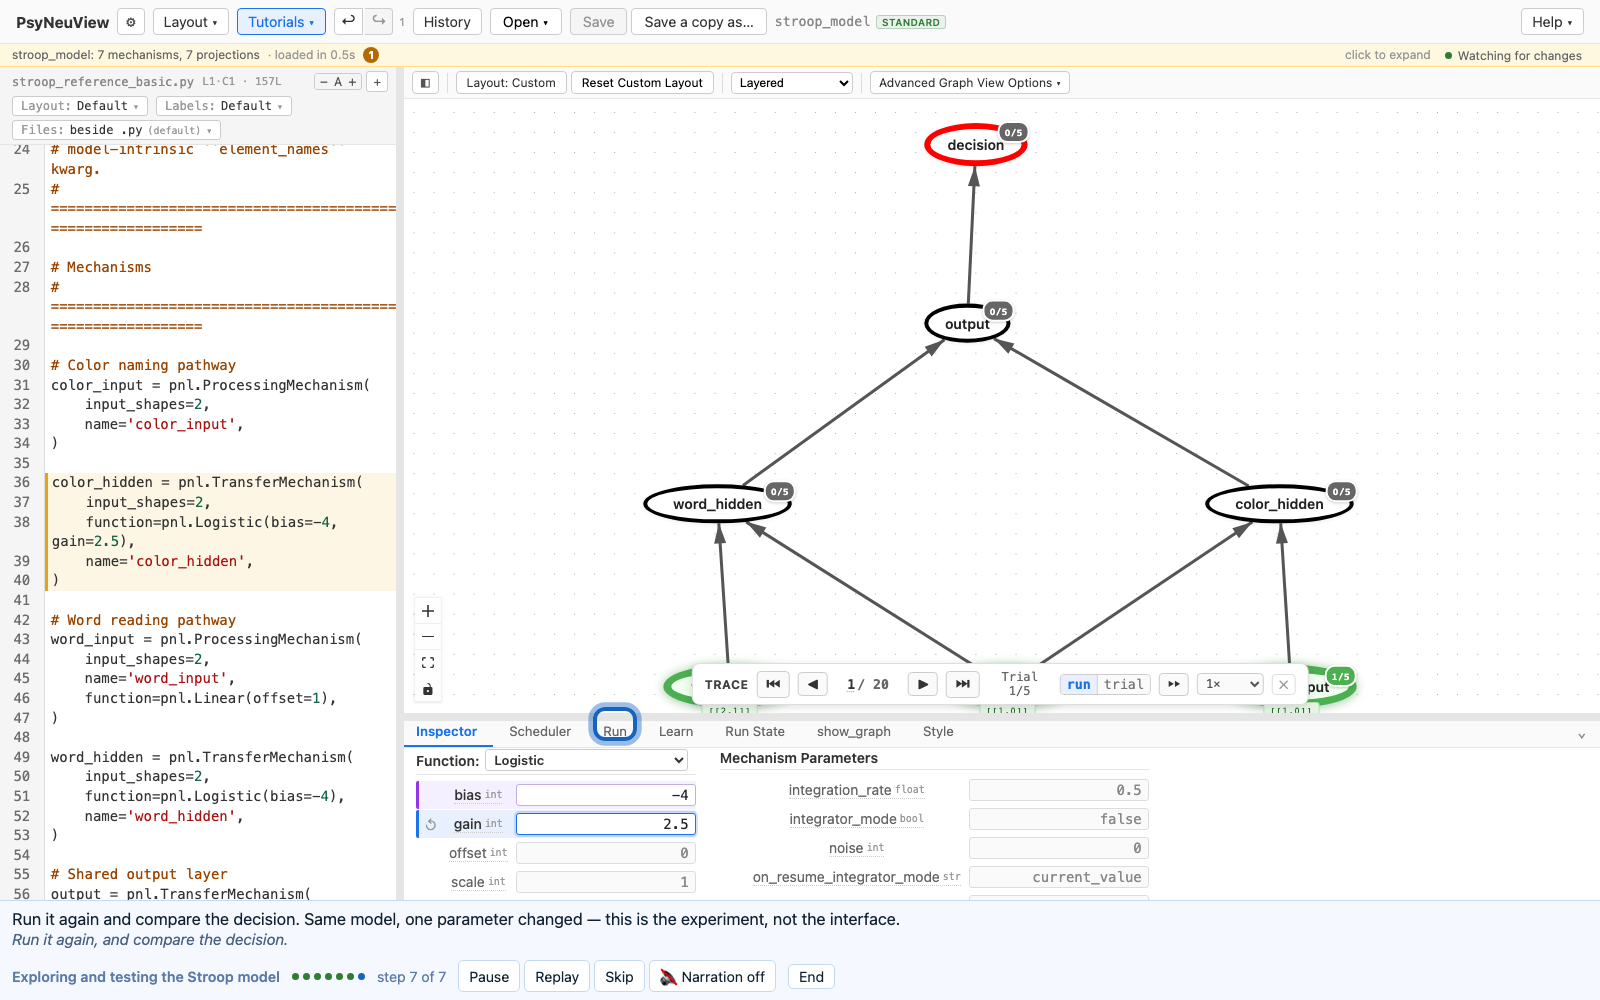 PsyNeuView
Layout
Tutorials
1
History
Open
Save
Save a copy as...
stroop_model
STANDARD
Help
stroop_model: 7 mechanisms, 7 projections · loaded in 0.5s 1
click to expand
Watching for changes
stroop_reference_basic.py L1:C1 · 157L
− A +
+
Layout: Default
Labels: Default
Files: beside .py (default)
24 # model-intrinsic ``element_names``
kwarg.
25 #
=========================================
==================
26
27 # Mechanisms
28 #
=========================================
==================
29
30 # Color naming pathway
31 color_input = pnl.ProcessingMechanism(
32     input_shapes=2,
33     name='color_input',
34 )
35
36 color_hidden = pnl.TransferMechanism(
37     input_shapes=2,
38     function=pnl.Logistic(bias=-4,
gain=2.5),
39     name='color_hidden',
40 )
41
42 # Word reading pathway
43 word_input = pnl.ProcessingMechanism(
44     input_shapes=2,
45     name='word_input',
46     function=pnl.Linear(offset=1),
47 )
48
49 word_hidden = pnl.TransferMechanism(
50     input_shapes=2,
51     function=pnl.Logistic(bias=-4),
52     name='word_hidden',
53 )
54
55 # Shared output layer
56 output = pnl.TransferMechanism(
Layout: Custom
Reset Custom Layout
Layered
Advanced Graph View Options
decision
0/5
output
0/5
word_hidden
0/5
color_hidden
0/5
put
1/5
TRACE
1 / 20
Trial
1/5
run
trial
1×
Inspector
Scheduler
Run
Learn
Run State
show_graph
Style
Function: Logistic
bias int −4
gain int 2.5
offset int 0
scale int 1
Mechanism Parameters
integration_rate float 0.5
integrator_mode bool false
noise int 0
on_resume_integrator_mode str current_value
Run it again and compare the decision. Same model, one parameter changed — this is the experiment, not the interface.
Run it again, and compare the decision.
Exploring and testing the Stroop model
step 7 of 7
Pause
Replay
Skip
Narration off
End